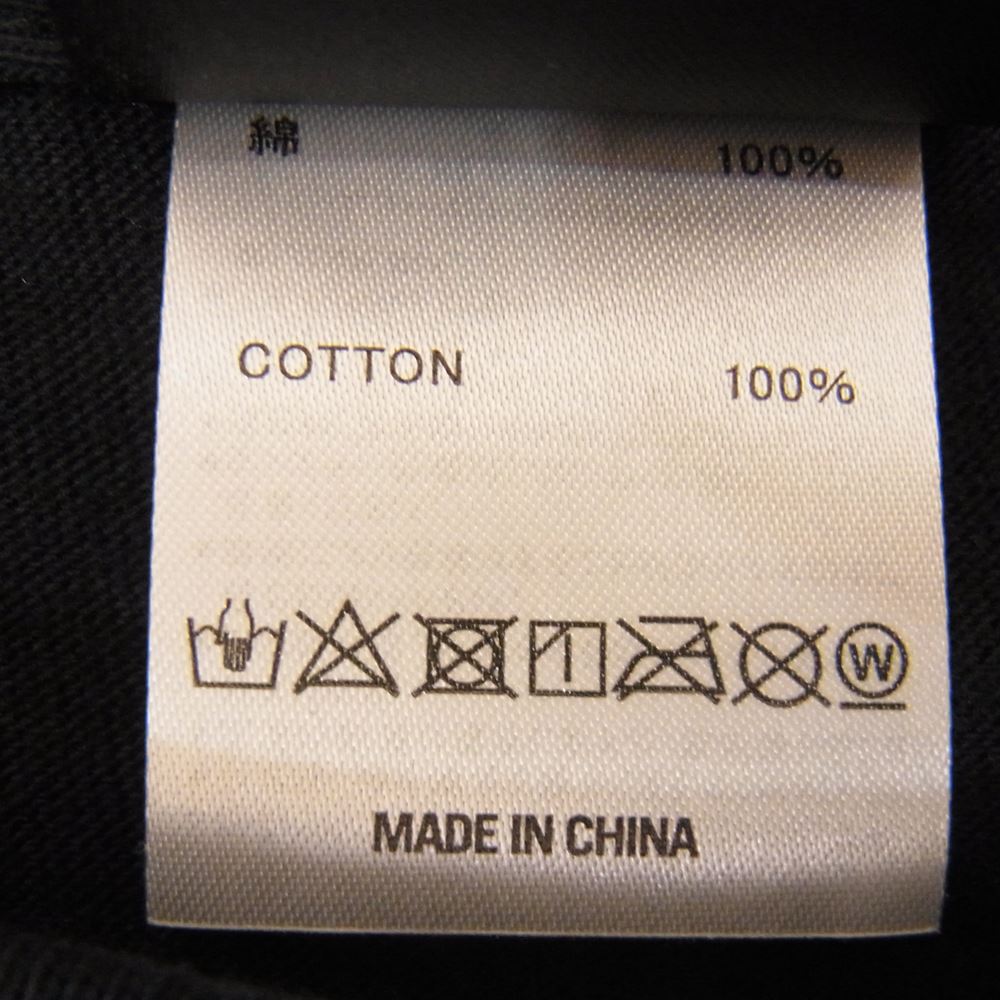 綿 100%
COTTON 100%
W
MADE IN CHINA